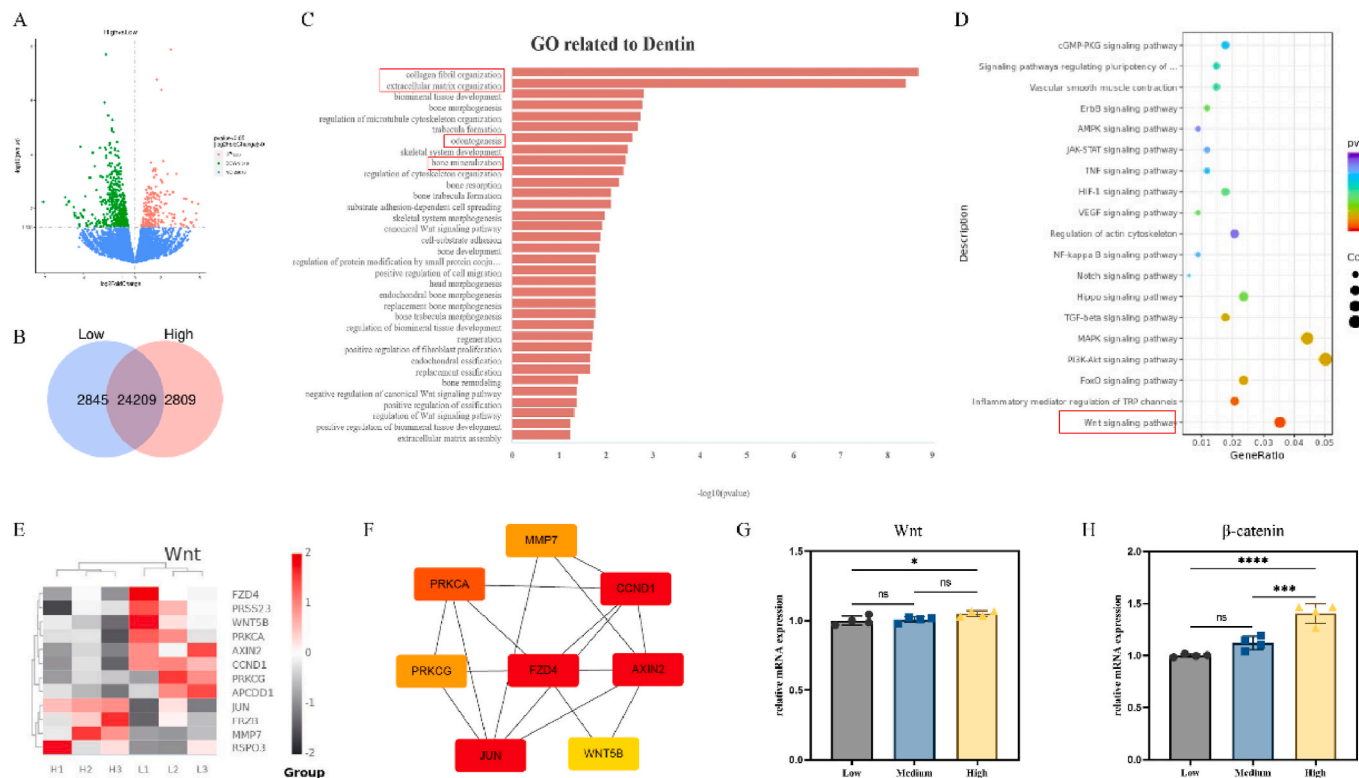 A
HighvsLow
-log10(pvalue)
log2FoldChange
B
Low
High
2845
24209
2809
C
GO related to Dentin
collagen fibril organization
extracellular matrix organization
biomineral tissue development
bone morphogenesis
regulation of microtubule cytoskeleton organization
trabecula formation
odontogenesis
skeletal system development
bone mineralization
regulation of cytoskeleton organization
bone resorption
bone trabecula formation
substrate adhesion-dependent cell spreading
skeletal system morphogenesis
canonical Wnt signaling pathway
cell-substrate adhesion
bone development
regulation of protein modification by small protein conju...
positive regulation of cell migration
head morphogenesis
endochondral bone morphogenesis
replacement bone morphogenesis
bone trabecula morphogenesis
regulation of biomineral tissue development
regeneration
positive regulation of fibroblast proliferation
endochondral ossification
replacement ossification
bone remodeling
negative regulation of canonical Wnt signaling pathway
positive regulation of ossification
regulation of Wnt signaling pathway
positive regulation of biomineral tissue development
extracellular matrix assembly
0 1 2 3 4 5 6 7 8 9
-log10(pvalue)
D
Description
cGMP-PKG signaling pathway
Signaling pathways regulating pluripotency of ...
Vascular smooth muscle contraction
ErbB signaling pathway
AMPK signaling pathway
JAK-STAT signaling pathway
TNF signaling pathway
HIF-1 signaling pathway
VEGF signaling pathway
Regulation of actin cytoskeleton
NF-kappa B signaling pathway
Notch signaling pathway
Hippo signaling pathway
TGF-beta signaling pathway
MAPK signaling pathway
PI3K-Akt signaling pathway
FoxO signaling pathway
Inflammatory mediator regulation of TRP channels
Wnt signaling pathway
0.01 0.02 0.03 0.04 0.05
GeneRatio
pv
Co
E
Wnt
FZD4
PRSS23
WNT5B
PRKCA
AXIN2
CCND1
PRKCG
APCDD1
JUN
FRZB
MMP7
RSPO3
H1 H2 H3 L1 L2 L3
2
1
0
-1
-2
Group
F
MMP7
PRKCA
CCND1
PRKCG
FZD4
AXIN2
JUN
WNT5B
G
Wnt
relative mRNA expression
1.5
1.0
0.5
0.0
*
ns
ns
Low Medium High
H
β-catenin
relative mRNA expression
2.0
1.5
1.0
0.5
0.0
****
***
ns
Low Medium High